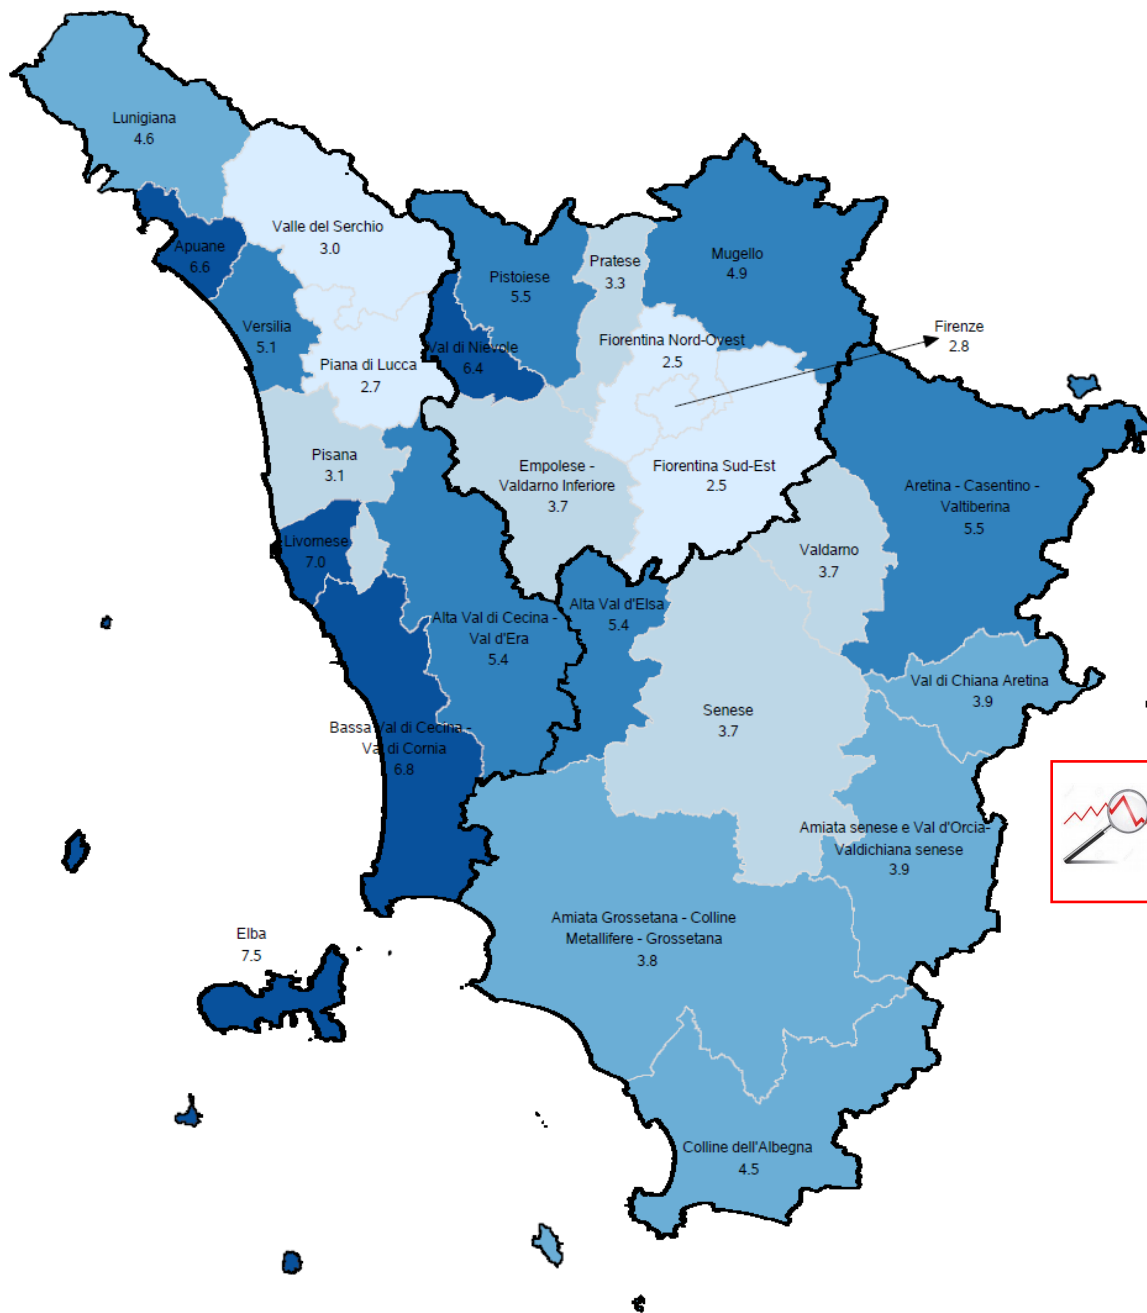 Lunigiana
4.6
Apuane
6.6
Valle del Serchio
3.0
Versilia
5.1
Piana di Lucca
2.7
Pistoiese
5.5
Pratese
3.3
Mugello
4.9
Val di Nievole
6.4
Fiorentina Nord-Ovest
2.5
Firenze
2.8
Pisana
3.1
Empolese -
Valdarno Inferiore
3.7
Fiorentina Sud-Est
2.5
Aretina - Casentino -
Valtiberina
5.5
Livornese
7.0
Valdarno
3.7
Alta Val di Cecina -
Val d'Era
5.4
Alta Val d'Elsa
5.4
Val di Chiana Aretina
3.9
Senese
3.7
Bassa Val di Cecina -
Val di Cornia
6.8
Amiata senese e Val d'Orcia-
Valdichiana senese
3.9
Elba
7.5
Amiata Grossetana - Colline
Metallifere - Grossetana
3.8
Colline dell'Albegna
4.5